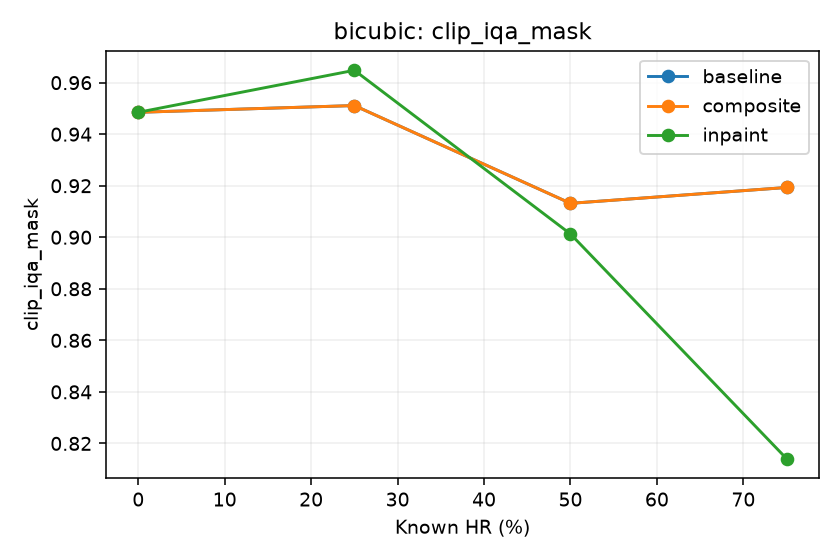 bicubic: clip_iqa_mask
baseline
composite
inpaint
clip_iqa_mask
0.96
0.94
0.92
0.90
0.88
0.86
0.84
0.82
0 10 20 30 40 50 60 70
Known HR (%)